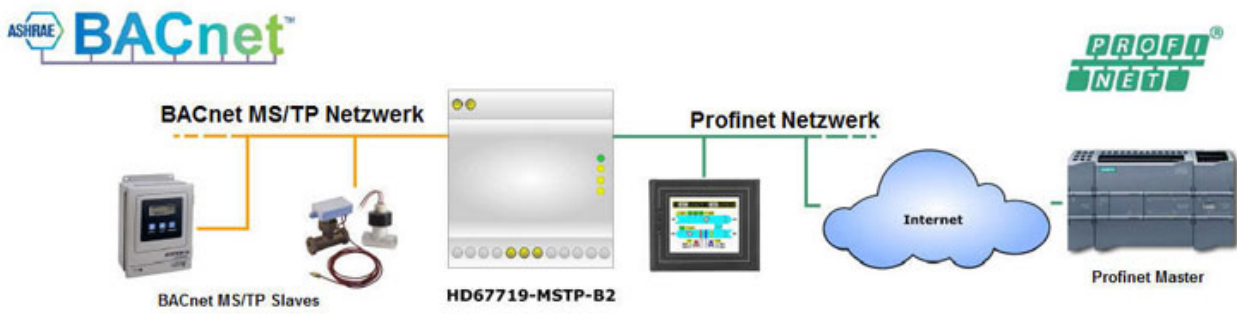 ASHRAE BACnet™
PROFI
NET®
BACnet MS/TP Netzwerk
Profinet Netzwerk
Internet
BACnet MS/TP Slaves
HD67719-MSTP-B2
Profinet Master